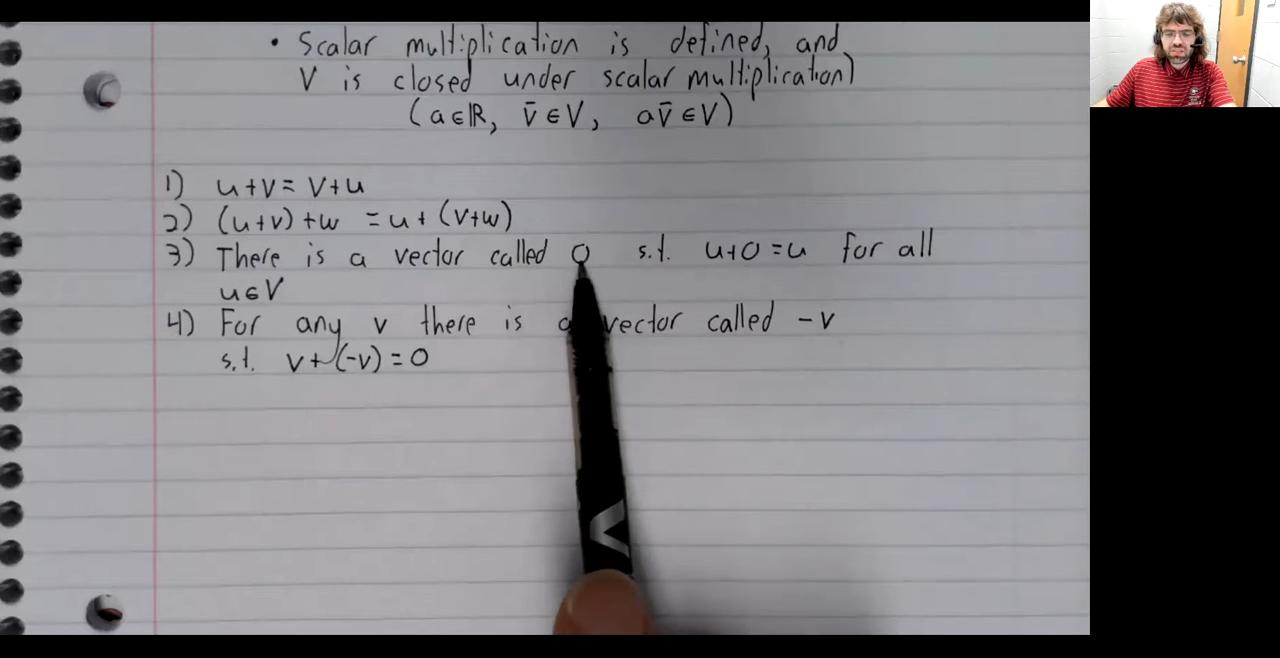 • Scalar multiplication is defined, and
V is closed under scalar multiplication)
(a∈ℝ, v̄∈V, av̄∈V)
1) u+v= v+u
2) (u+v)+w = u+(v+w)
3) There is a vector called 0 s.t. u+0=u for all
u∈V
4) For any v there is a vector called -v
s.t. v+(-v)=0
V